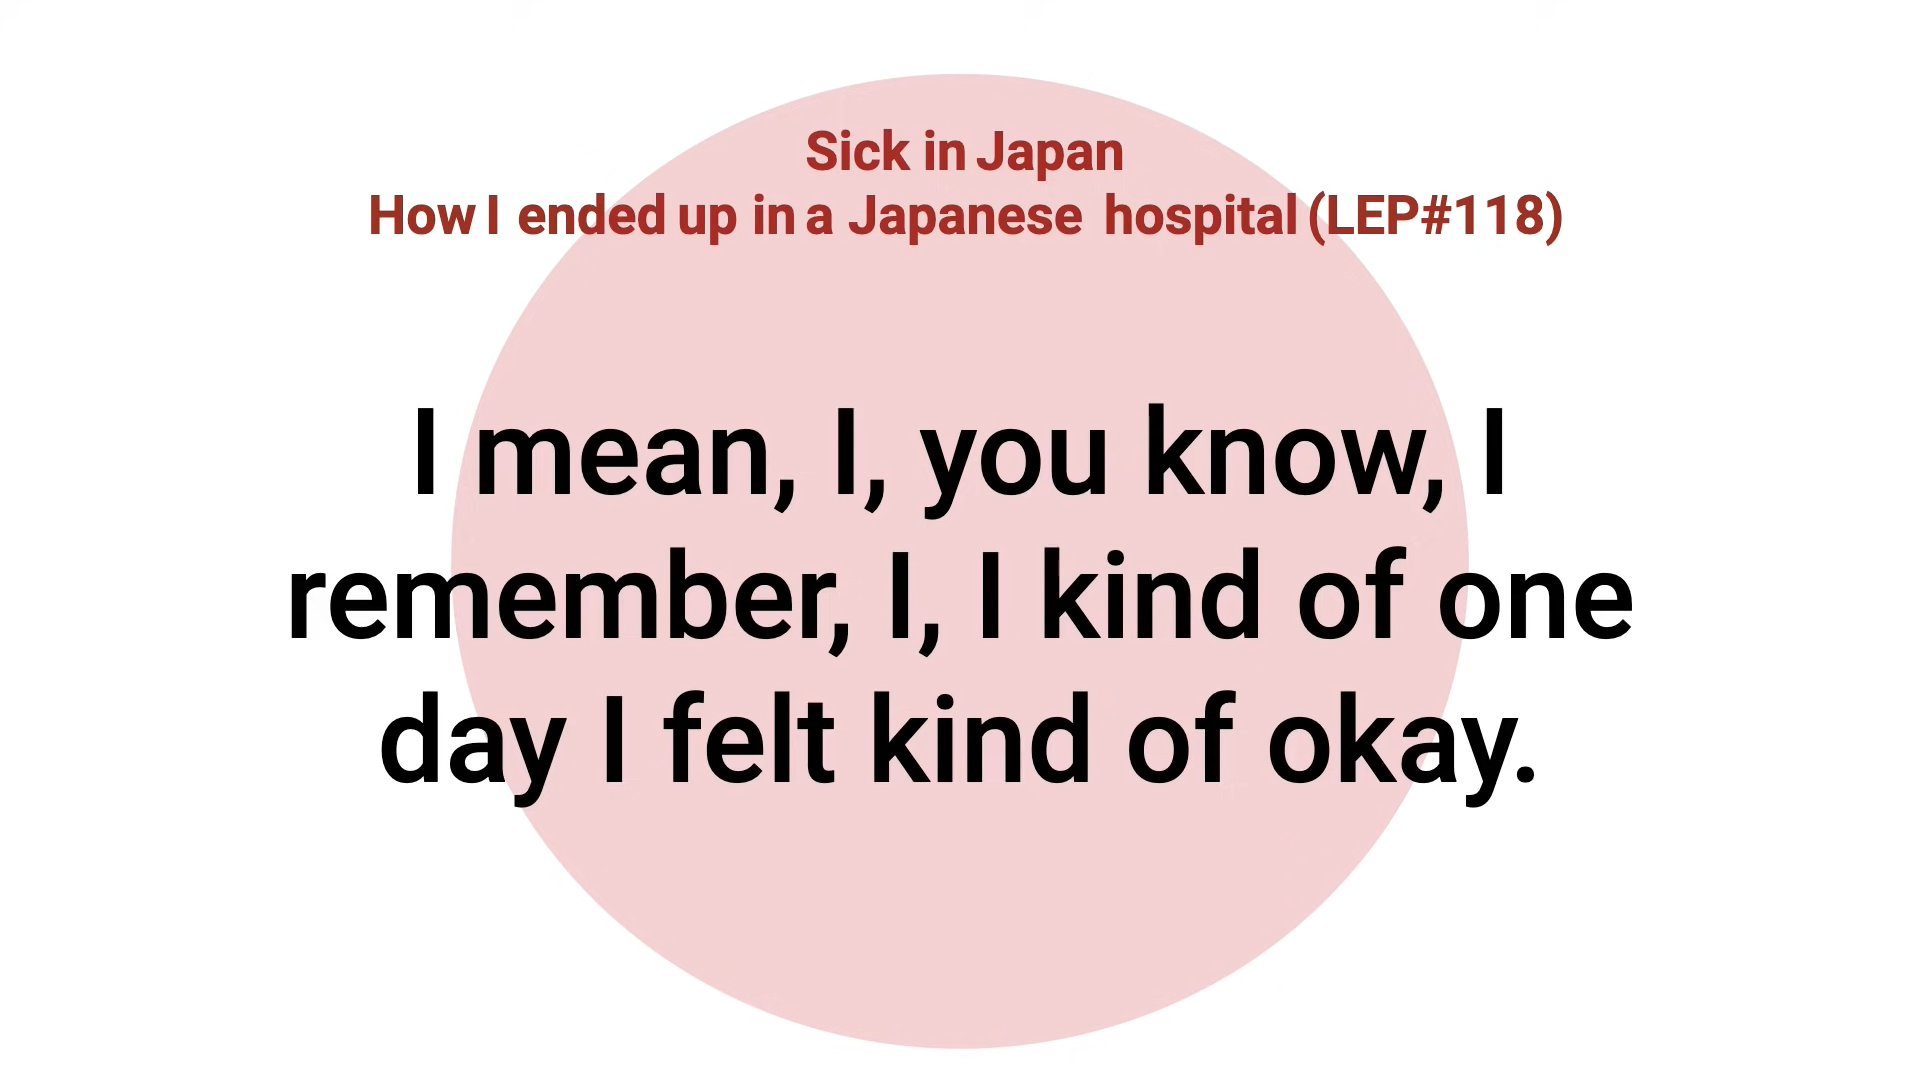 Sick in Japan
How I ended up in a Japanese hospital (LEP#118)
I mean, I, you know, I
remember, I, I kind of one
day I felt kind of okay.